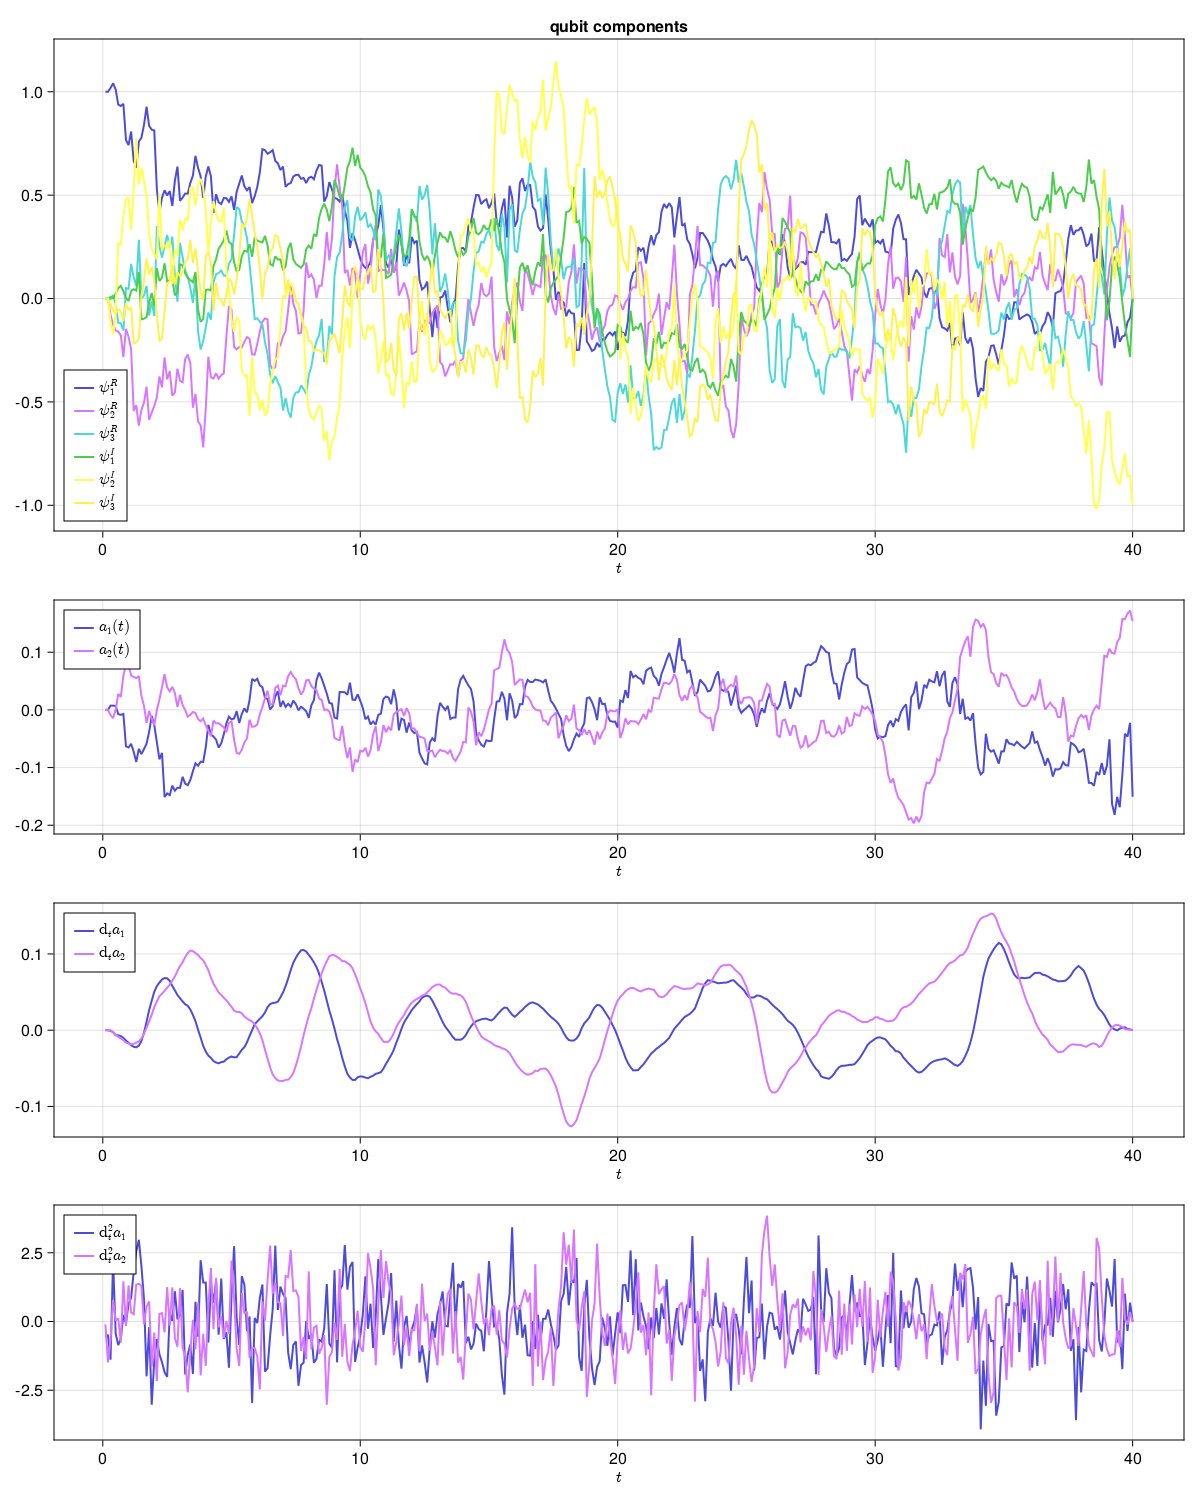 qubit components
1.0
0.5
0.0
-0.5
-1.0
ψ₁ᴿ
ψ₂ᴿ
ψ₃ᴿ
ψ₁ᴵ
ψ₂ᴵ
ψ₃ᴵ
0 10 20 30 40
t
0.1
0.0
-0.1
-0.2
a₁(t)
a₂(t)
0 10 20 30 40
t
0.1
0.0
-0.1
dₜa₁
dₜa₂
0 10 20 30 40
t
2.5
0.0
-2.5
d²ₜa₁
d²ₜa₂
0 10 20 30 40
t